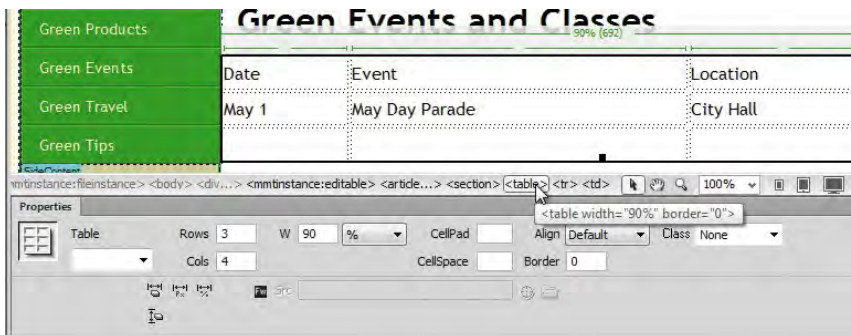 Green Events and Classes
90% (692)
Green Products
Green Events
Green Travel
Green Tips
Date Event Location
May 1 May Day Parade City Hall
SideContent
mmtinstance:fileinstance> <body> <div...> <mmtinstance:editable> <article...> <section> <table> <tr> <td> 100%
<table width="90%" border="0">
Properties
Table Rows 3 W 90 % CellPad Align Default Class None
Cols 4 CellSpace Border 0
Fw Src